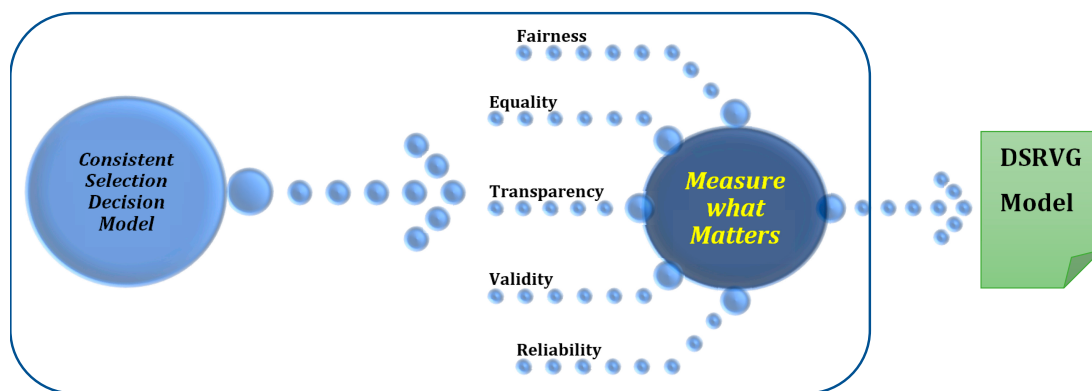 Consistent
Selection
Decision
Model
Fairness
Equality
Transparency
Validity
Reliability
Measure
what
Matters
DSRVG
Model